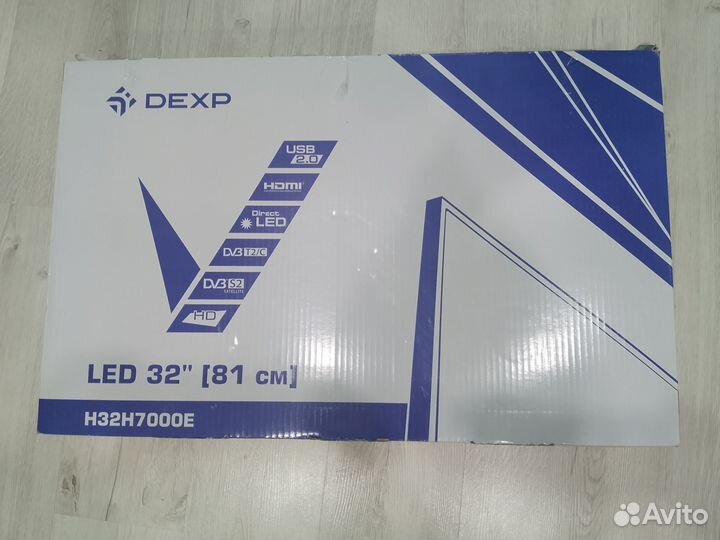 DEXP
USB
2.0
HDMI
Direct
LED
DVB T2/C
DVB S2
SATELLITE
HD
LED 32" [81 см]
H32H7000E
Avito